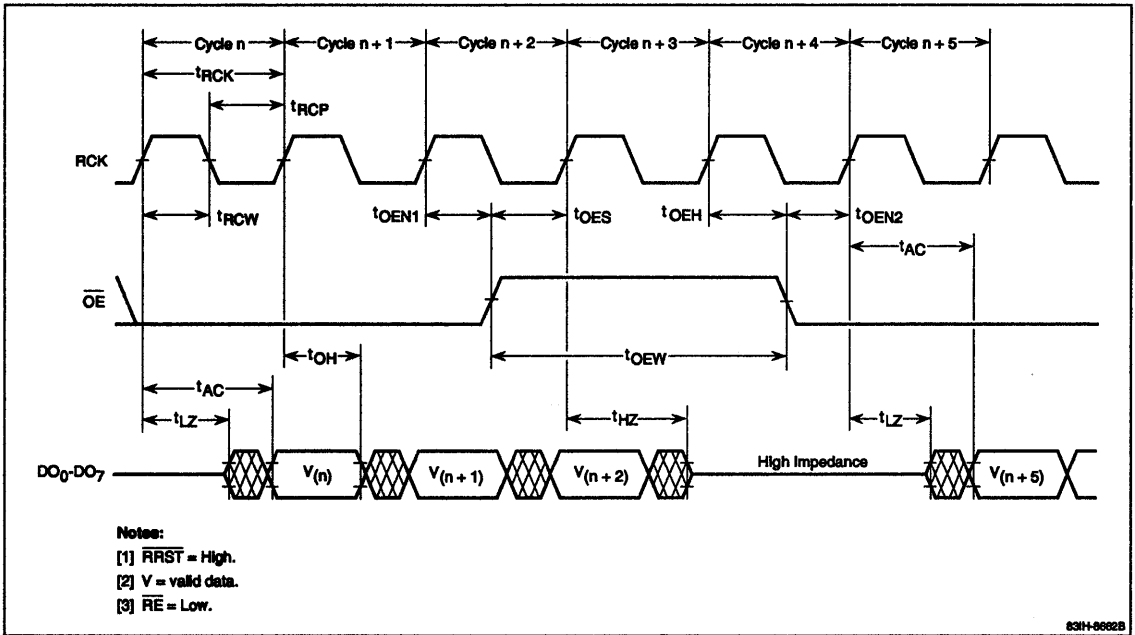 Cycle n Cycle n + 1 Cycle n + 2 Cycle n + 3 Cycle n + 4 Cycle n + 5
tRCK
tRCP
RCK
tRCW tOEN1 tOES tOEH tOEN2
tAC
OE
tOH tOEW
tAC
tLZ tHZ tLZ
DO0-DO7 V(n) V(n + 1) V(n + 2) High Impedance V(n + 5)
Notes:
[1] RRST = High.
[2] V = valid data.
[3] RE = Low.
83IH-8662B